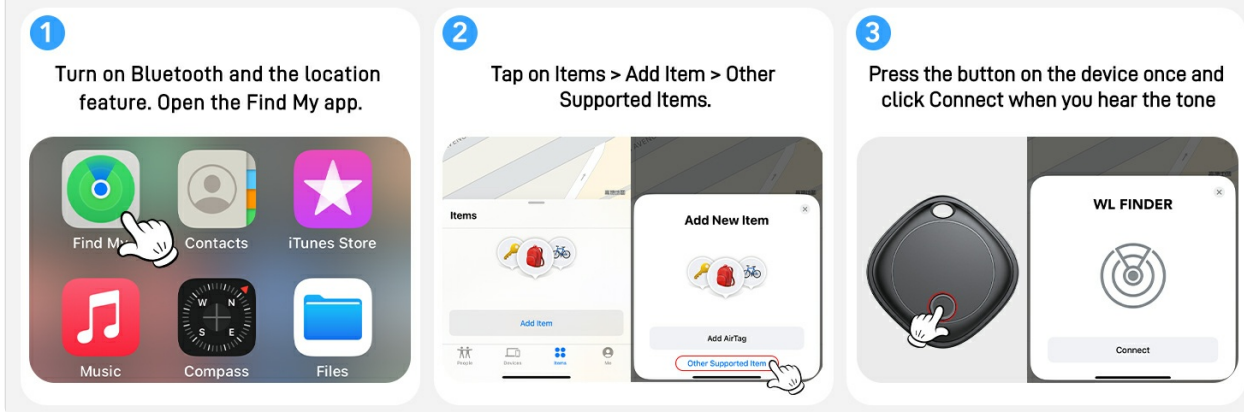 1
Turn on Bluetooth and the location
feature. Open the Find My app.
Find My
Contacts
iTunes Store
W
N
S
E
Music
Compass
Files
2
Tap on Items > Add Item > Other
Supported Items.
Items
Add Item
People
Devices
Items
Me
Add New Item
Add AirTag
Other Supported Item
3
Press the button on the device once and
click Connect when you hear the tone
WL FINDER
Connect